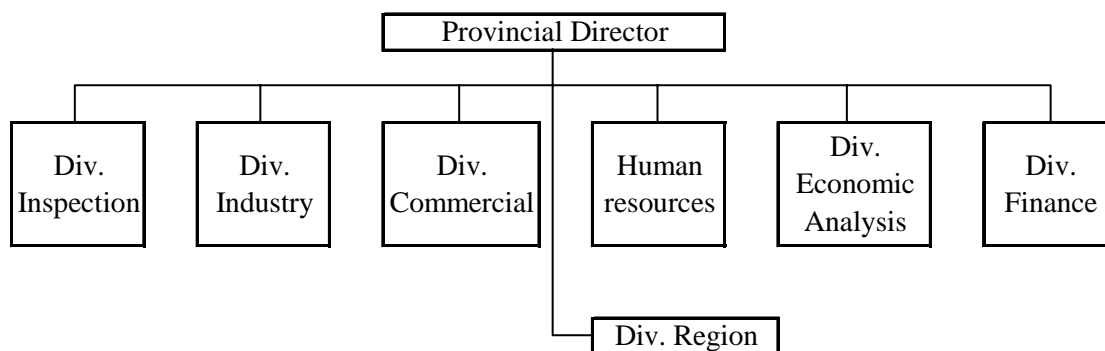 Provincial Director
Div.
Inspection
Div.
Industry
Div.
Commercial
Human
resources
Div.
Economic
Analysis
Div.
Finance
Div. Region